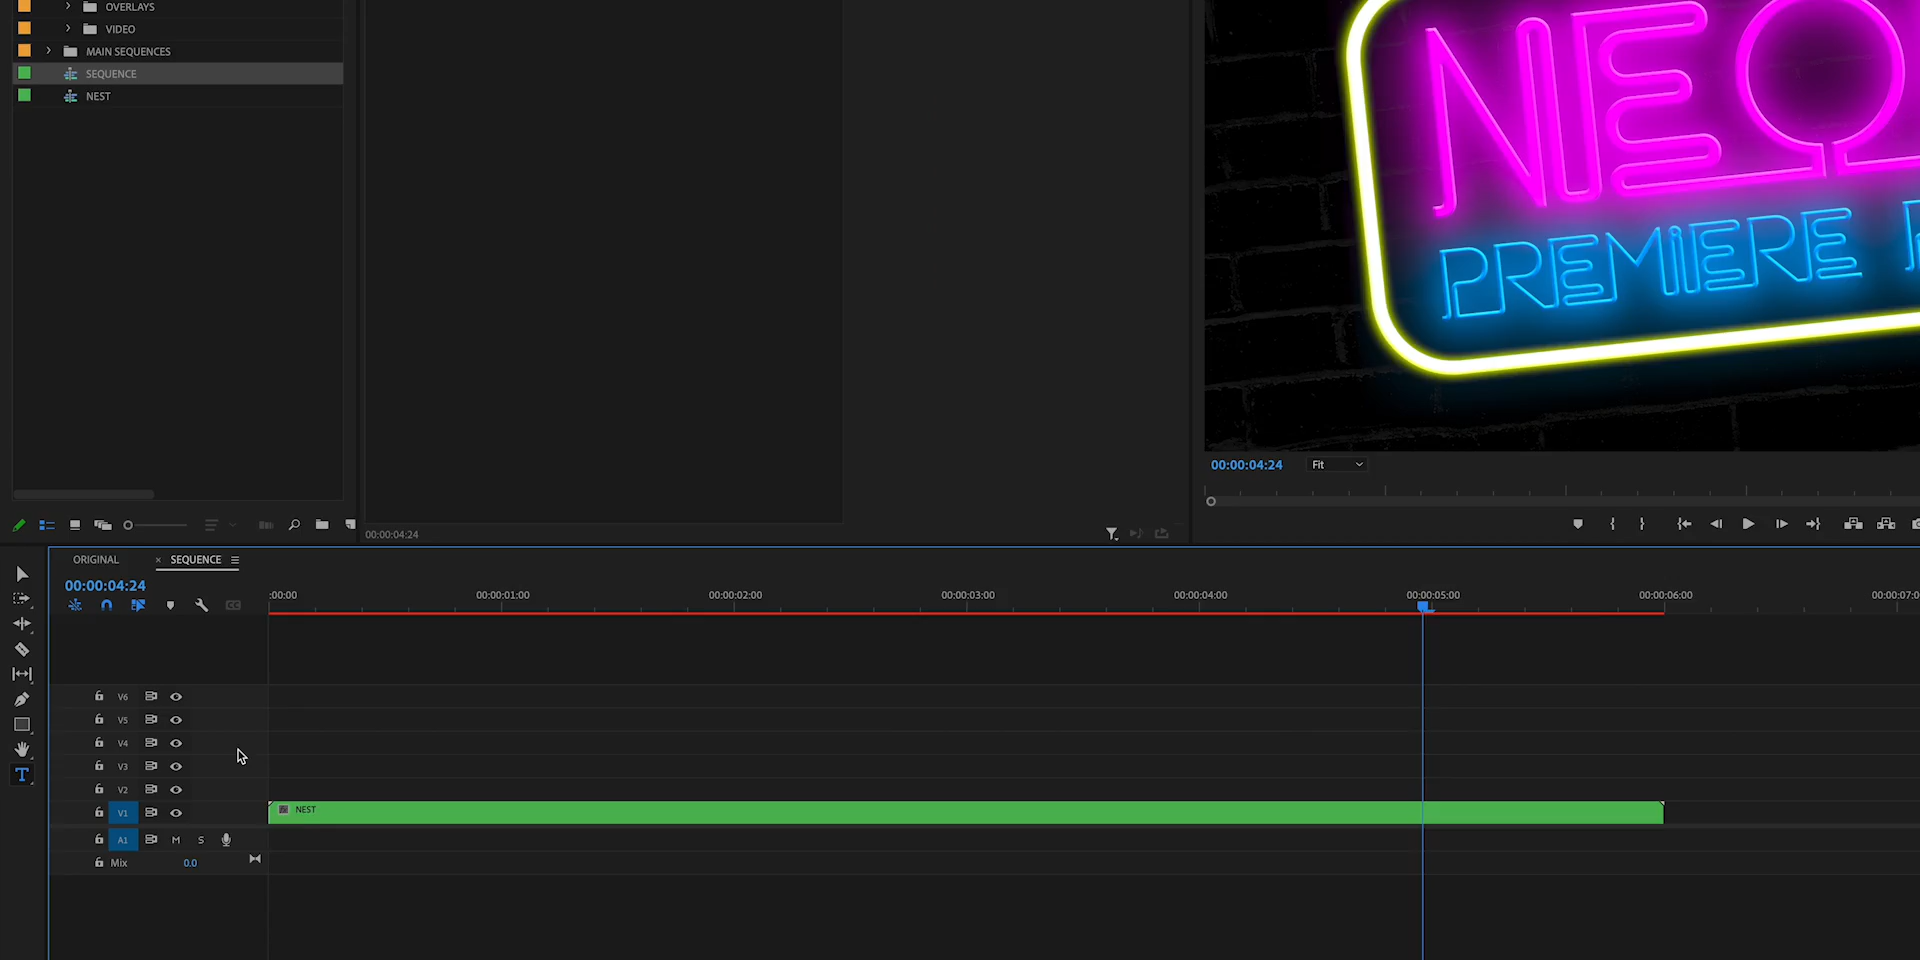 OVERLAYS
VIDEO
MAIN SEQUENCES
SEQUENCE
NEST
NEO
PREMIERE
00:00:04:24
Fit
00:00:04:24
ORIGINAL
× SEQUENCE
00:00:04:24
:00:00
00:00:01:00
00:00:02:00
00:00:03:00
00:00:04:00
00:00:05:00
00:00:06:00
00:00:07:0
CC
V6
V5
V4
V3
V2
V1
NEST
A1 M S
Mix 0.0
T